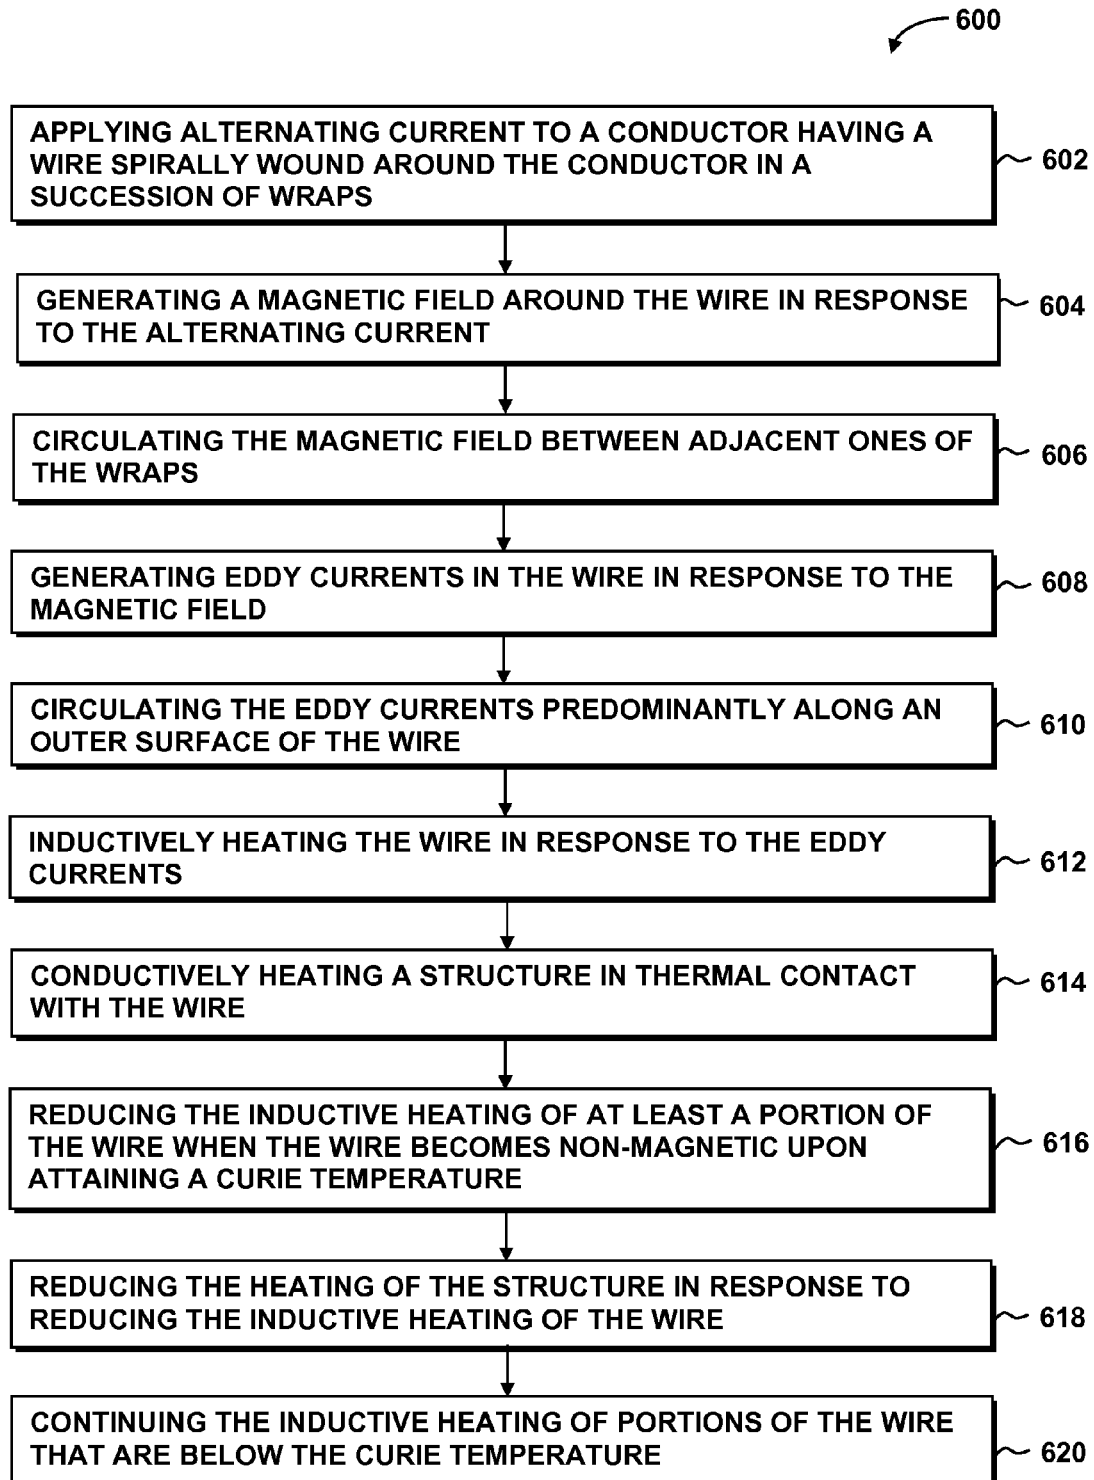 600
APPLYING ALTERNATING CURRENT TO A CONDUCTOR HAVING A
WIRE SPIRALLY WOUND AROUND THE CONDUCTOR IN A
SUCCESSION OF WRAPS
602
GENERATING A MAGNETIC FIELD AROUND THE WIRE IN RESPONSE
TO THE ALTERNATING CURRENT
604
CIRCULATING THE MAGNETIC FIELD BETWEEN ADJACENT ONES OF
THE WRAPS
606
GENERATING EDDY CURRENTS IN THE WIRE IN RESPONSE TO THE
MAGNETIC FIELD
608
CIRCULATING THE EDDY CURRENTS PREDOMINANTLY ALONG AN
OUTER SURFACE OF THE WIRE
610
INDUCTIVELY HEATING THE WIRE IN RESPONSE TO THE EDDY
CURRENTS
612
CONDUCTIVELY HEATING A STRUCTURE IN THERMAL CONTACT
WITH THE WIRE
614
REDUCING THE INDUCTIVE HEATING OF AT LEAST A PORTION OF
THE WIRE WHEN THE WIRE BECOMES NON-MAGNETIC UPON
ATTAINING A CURIE TEMPERATURE
616
REDUCING THE HEATING OF THE STRUCTURE IN RESPONSE TO
REDUCING THE INDUCTIVE HEATING OF THE WIRE
618
CONTINUING THE INDUCTIVE HEATING OF PORTIONS OF THE WIRE
THAT ARE BELOW THE CURIE TEMPERATURE
620